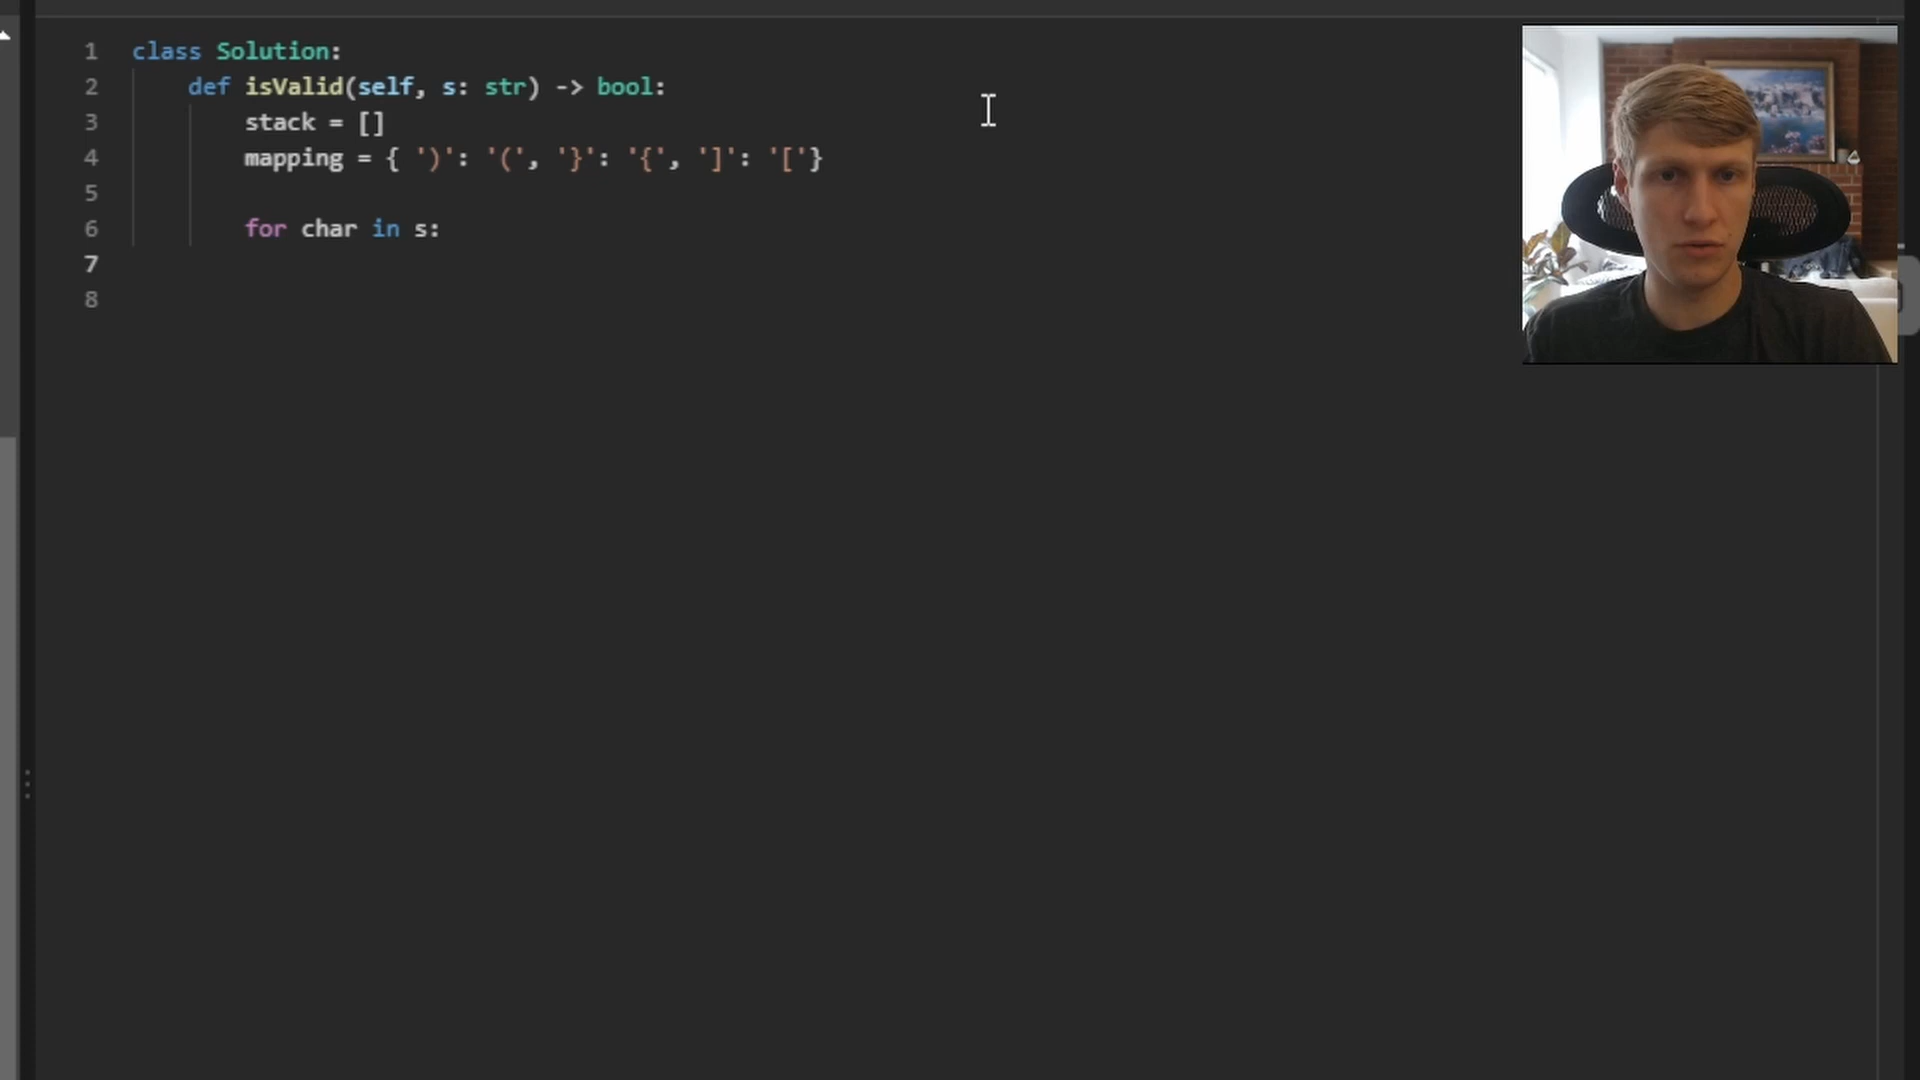 1 class Solution:
2 def isValid(self, s: str) -> bool:
3 stack = []
4 mapping = { ')': '(', '}': '{', ']': '['}
5
6 for char in s:
7
8